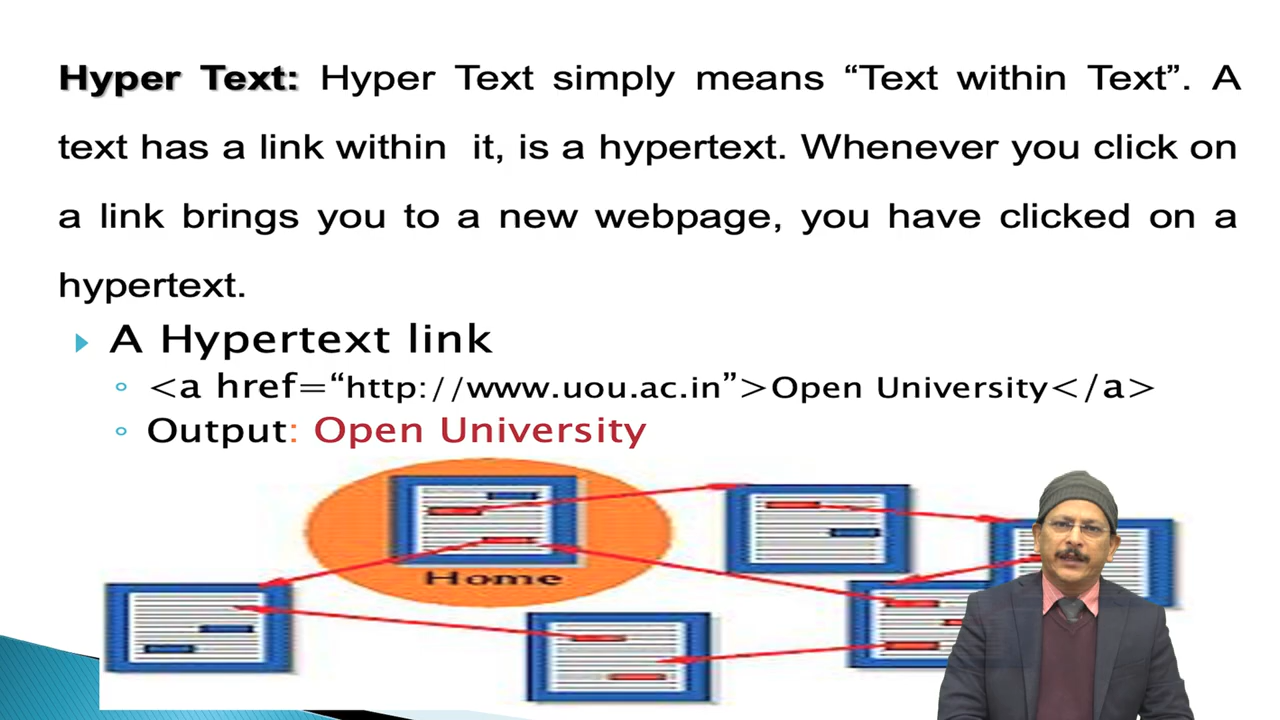 Hyper Text: Hyper Text simply means “Text within Text”. A
text has a link within it, is a hypertext. Whenever you click on
a link brings you to a new webpage, you have clicked on a
hypertext.
A Hypertext link
<a href=“http://www.uou.ac.in”>Open University</a>
Output: Open University
Home